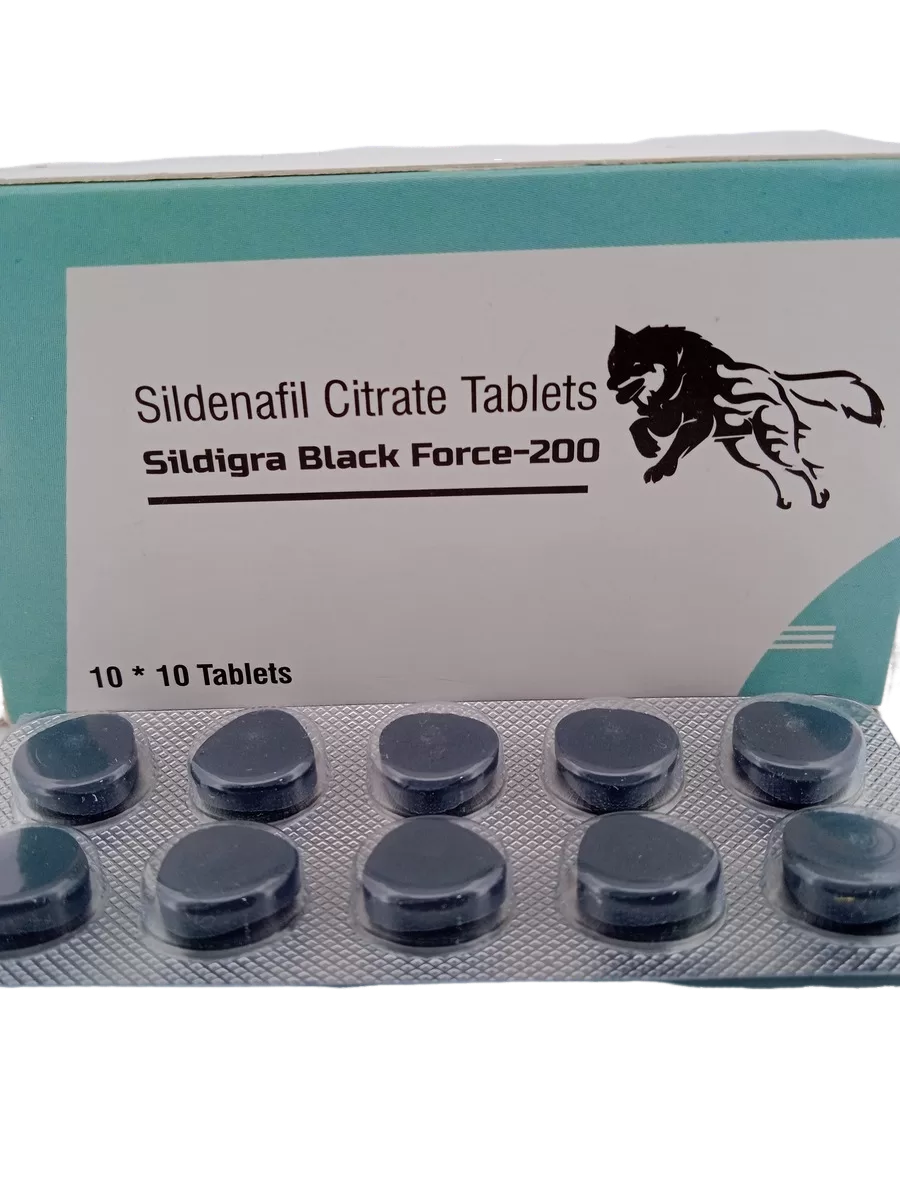 Sildenafil Citrate Tablets
Sildigra Black Force-200
10 * 10 Tablets